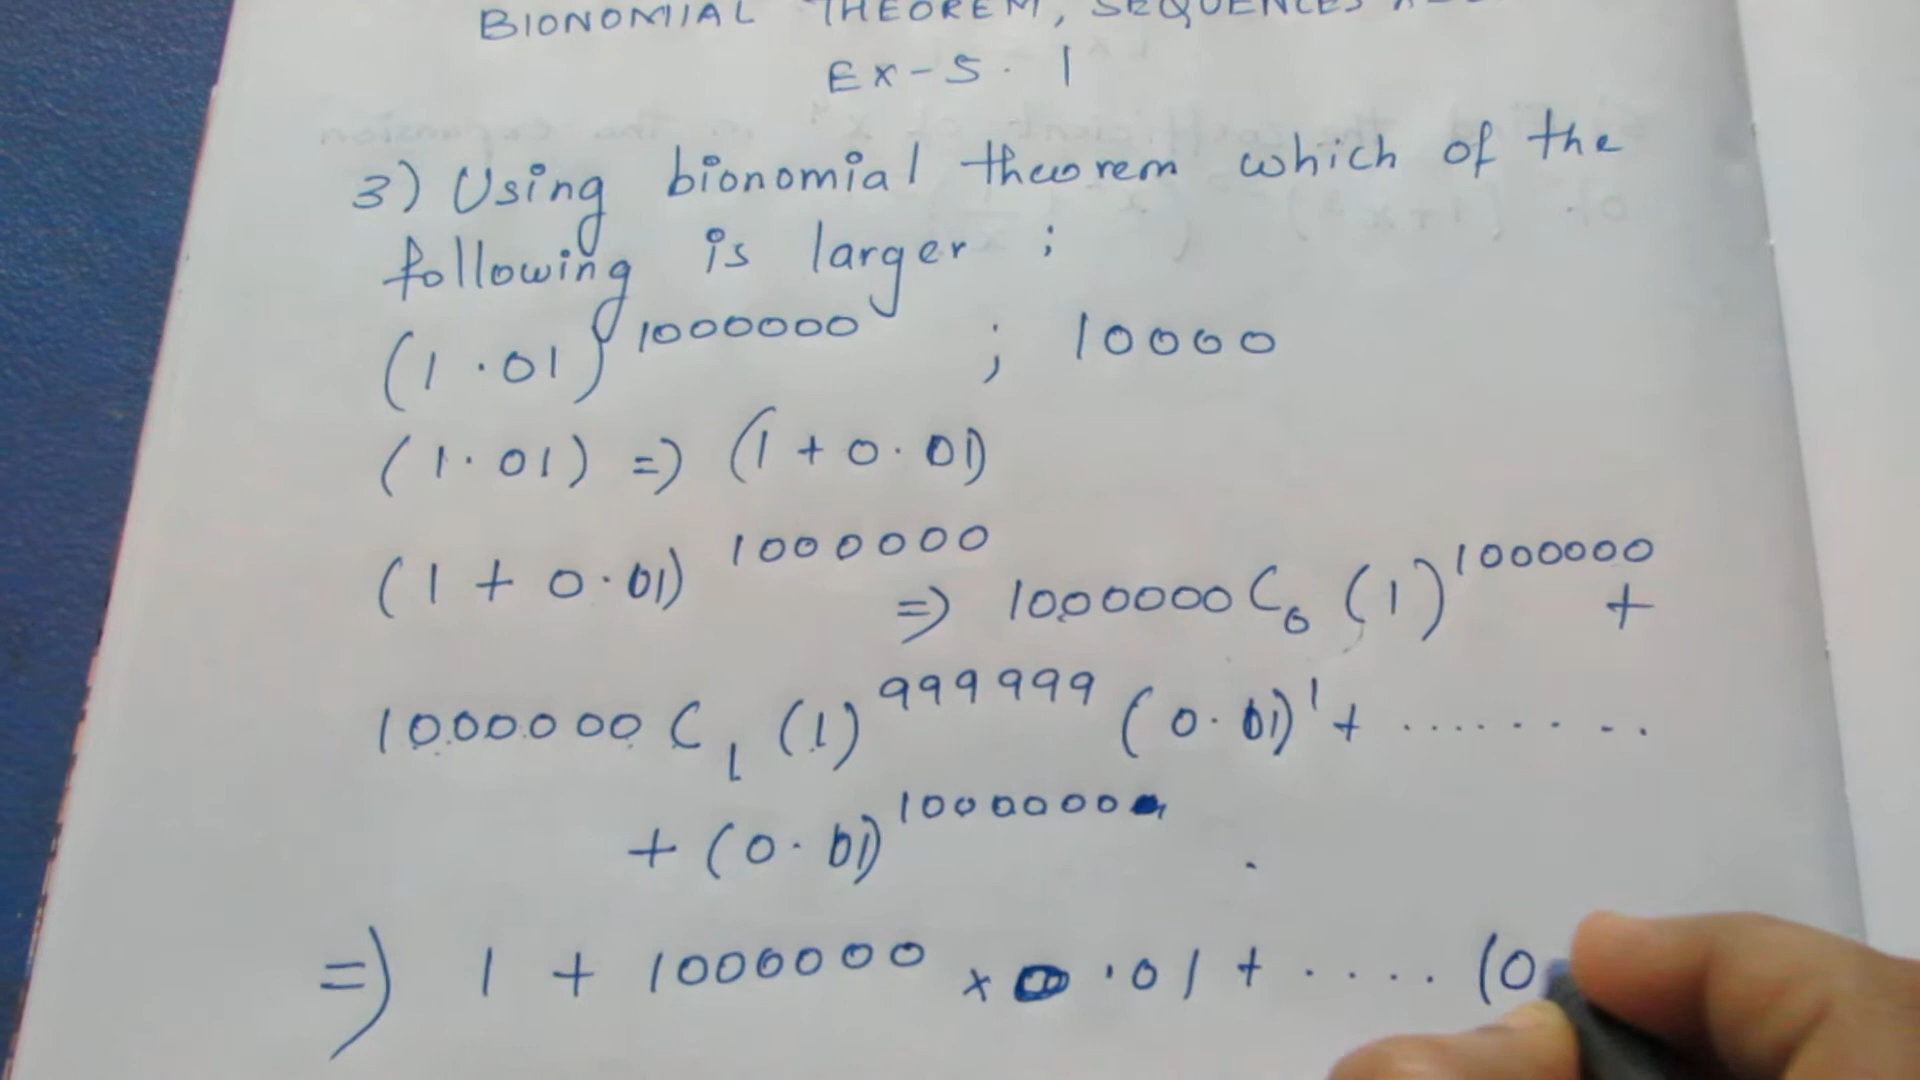 BIONOMIAL THEOREM, SEQUENCES
Ex-5.1
3) Using bionomial theorem which of the
following is larger ;
(1.01)^1000000 ; 10000
(1.01) => (1+0.01)
(1+0.01)^1000000 => 1000000C₀ (1)^1000000 +
1000000C₁ (1)^999999 (0.01)^1 + .........
+ (0.01)^1000000
=> 1 + 1000000 x 0.01 + .... (0